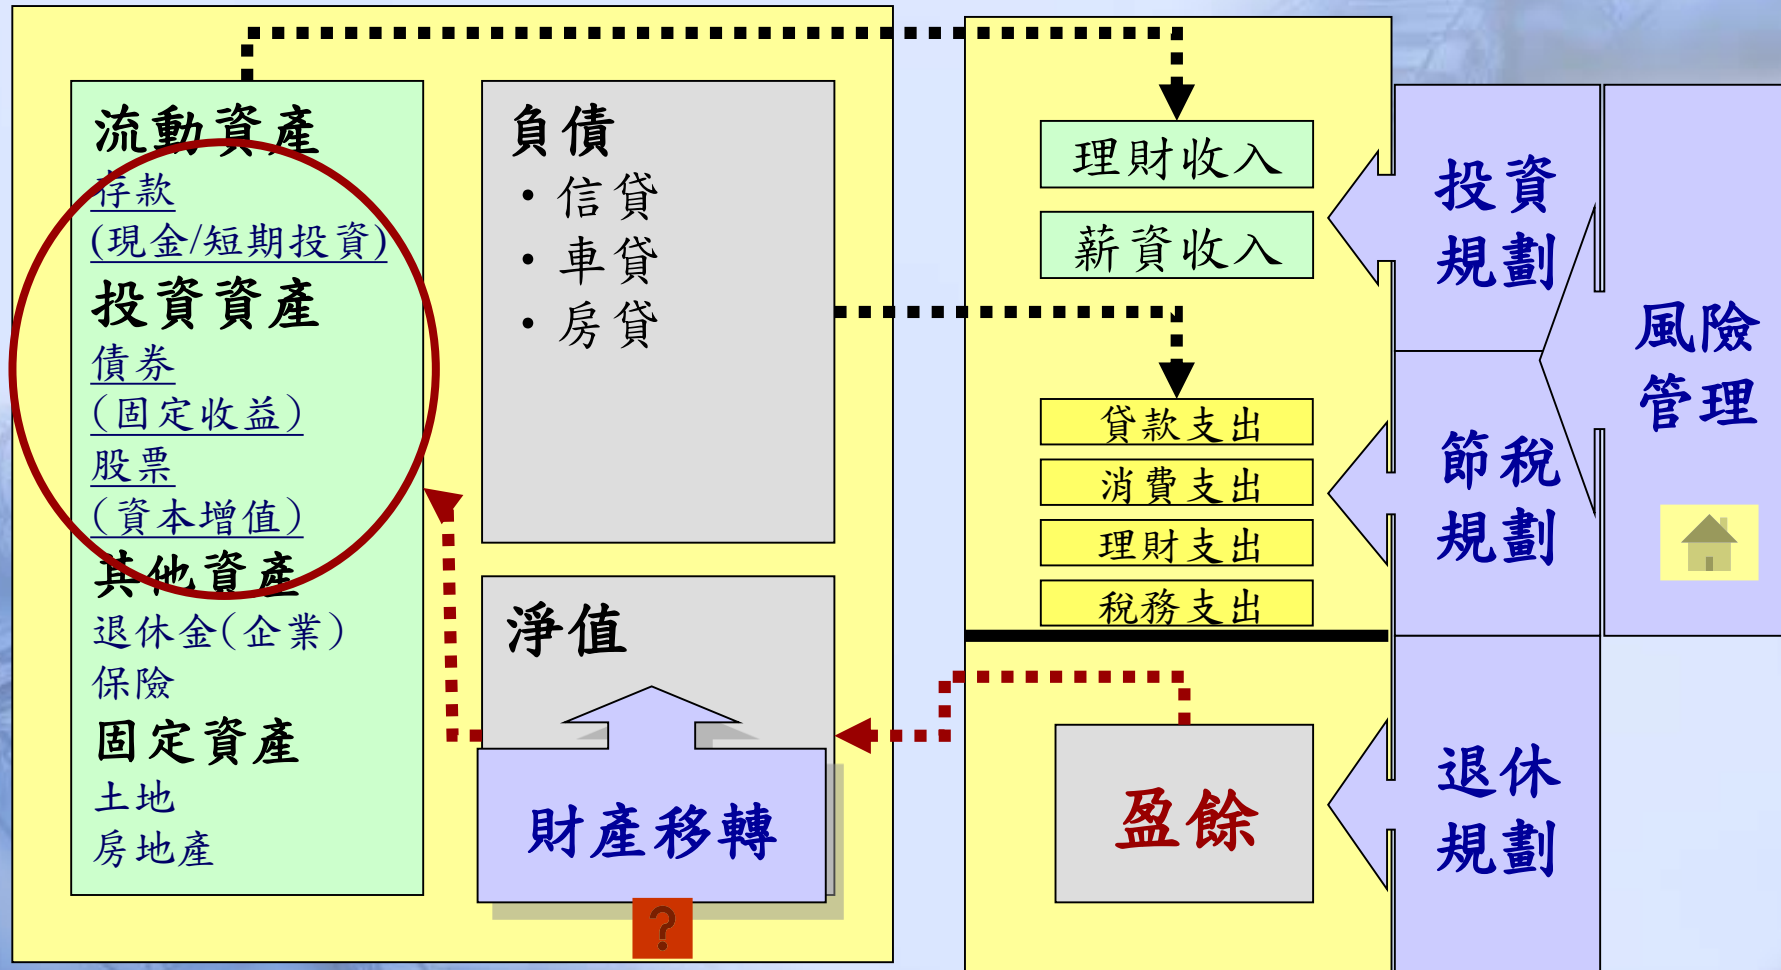 流動資產
存款
(現金/短期投資)
投資資產
債券
(固定收益)
股票
(資本增值)
其他資產
退休金(企業)
保險
固定資產
土地
房地產
負債
・信貸
・車貸
・房貸
淨值
財產移轉
?
理財收入
薪資收入
貸款支出
消費支出
理財支出
稅務支出
盈餘
投資
規劃
節稅
規劃
退休
規劃
風險
管理